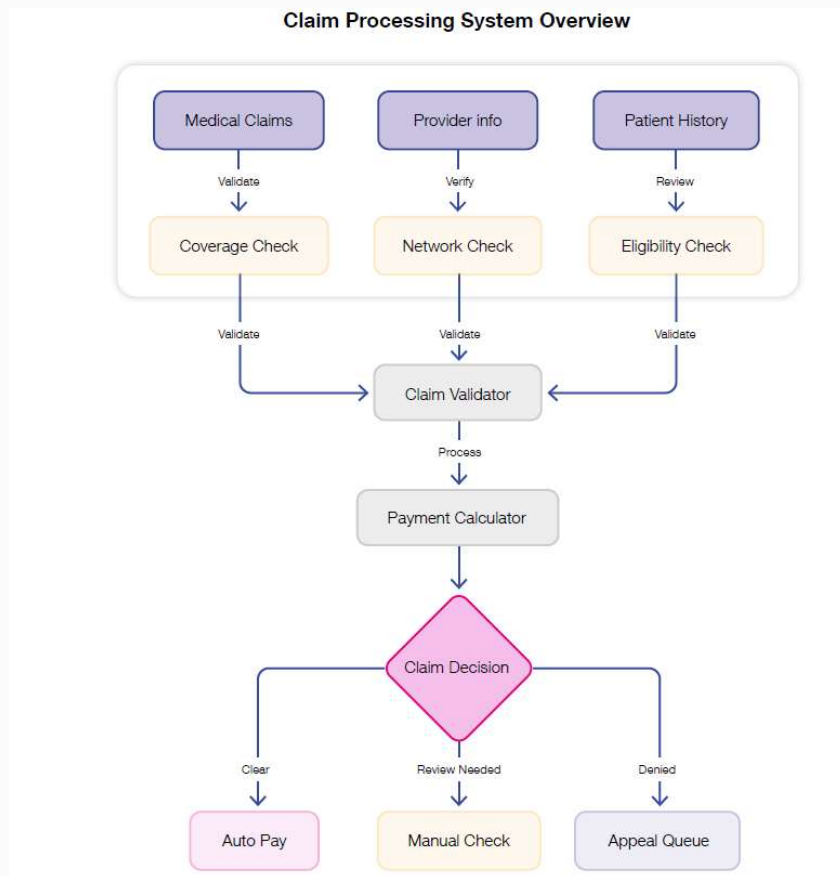 Claim Processing System Overview
Medical Claims
Provider info
Patient History
Validate
Verify
Review
Coverage Check
Network Check
Eligibility Check
Validate
Validate
Validate
Claim Validator
Process
Payment Calculator
Claim Decision
Clear
Review Needed
Denied
Auto Pay
Manual Check
Appeal Queue